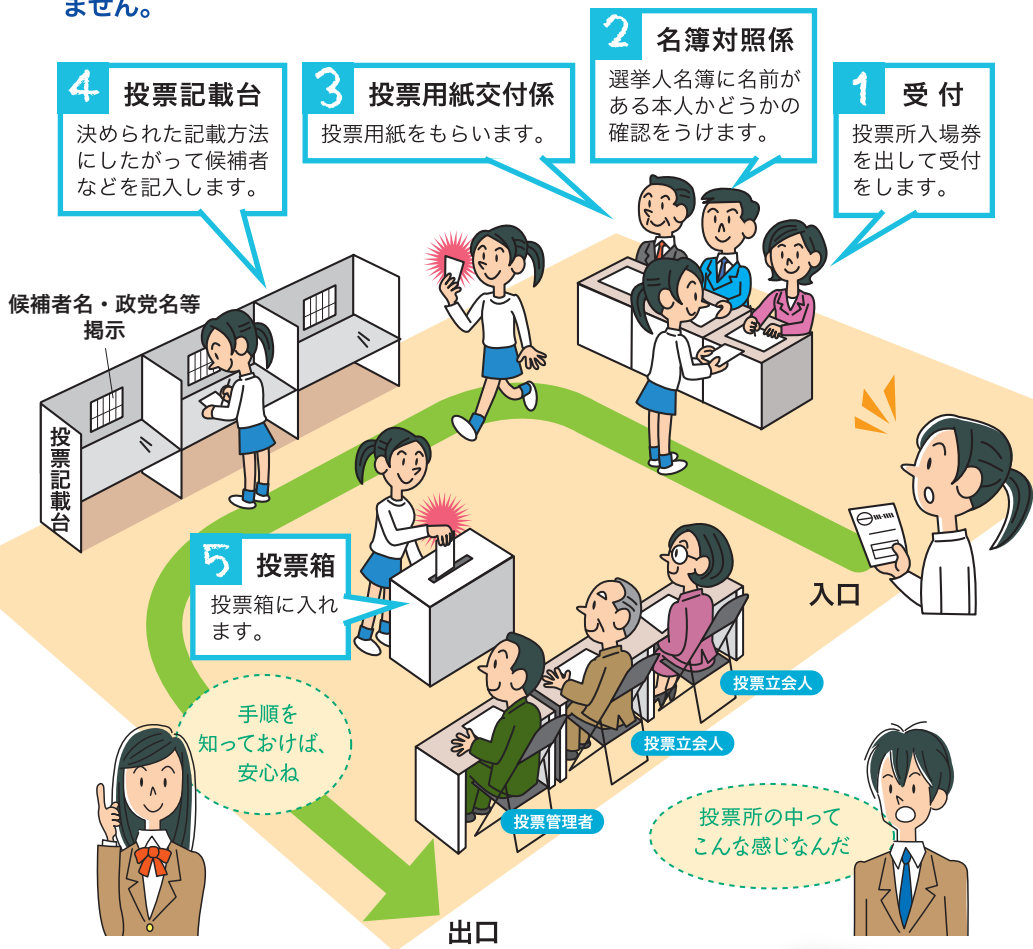 ません。
1 受付
投票所入場券
を出して受付
をします。
2 名簿対照係
選挙人名簿に名前が
ある本人かどうかの
確認をうけます。
3 投票用紙交付係
投票用紙をもらいます。
4 投票記載台
決められた記載方法
にしたがって候補者
などを記入します。
候補者名・政党名等
掲示
投票記載台
5 投票箱
投票箱に入れ
ます。
入口
投票立会人
投票立会人
投票管理者
手順を
知っておけば、
安心ね
投票所の中って
こんな感じなんだ
出口